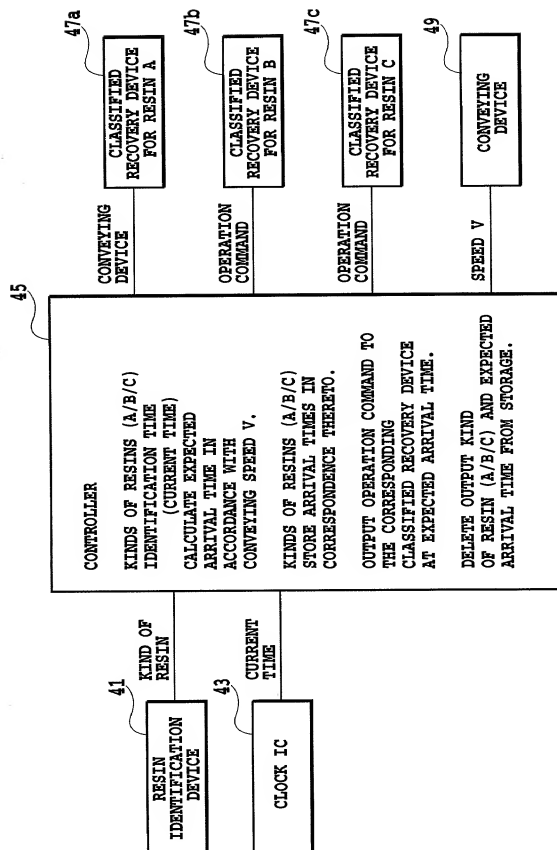 41
RESIN
IDENTIFICATION
DEVICE
43
CLOCK IC
KIND OF
RESIN
CURRENT
TIME
45
CONTROLLER
KINDS OF RESINS (A/B/C)
IDENTIFICATION TIME
(CURRENT TIME)
CALCULATE EXPECTED
ARRIVAL TIME IN
ACCORDANCE WITH
CONVEYING SPEED V.
KINDS OF RESINS (A/B/C)
STORE ARRIVAL TIMES IN
CORRESPONDENCE THERETO.
OUTPUT OPERATION COMMAND TO
THE CORRESPONDING
CLASSIFIED RECOVERY DEVICE
AT EXPECTED ARRIVAL TIME.
DELETE OUTPUT KIND
OF RESIN (A/B/C) AND EXPECTED
ARRIVAL TIME FROM STORAGE.
CONVEYING
DEVICE
OPERATION
COMMAND
OPERATION
COMMAND
SPEED V
47a
CLASSIFIED
RECOVERY DEVICE
FOR RESIN A
47b
CLASSIFIED
RECOVERY DEVICE
FOR RESIN B
47c
CLASSIFIED
RECOVERY DEVICE
FOR RESIN C
49
CONVEYING
DEVICE